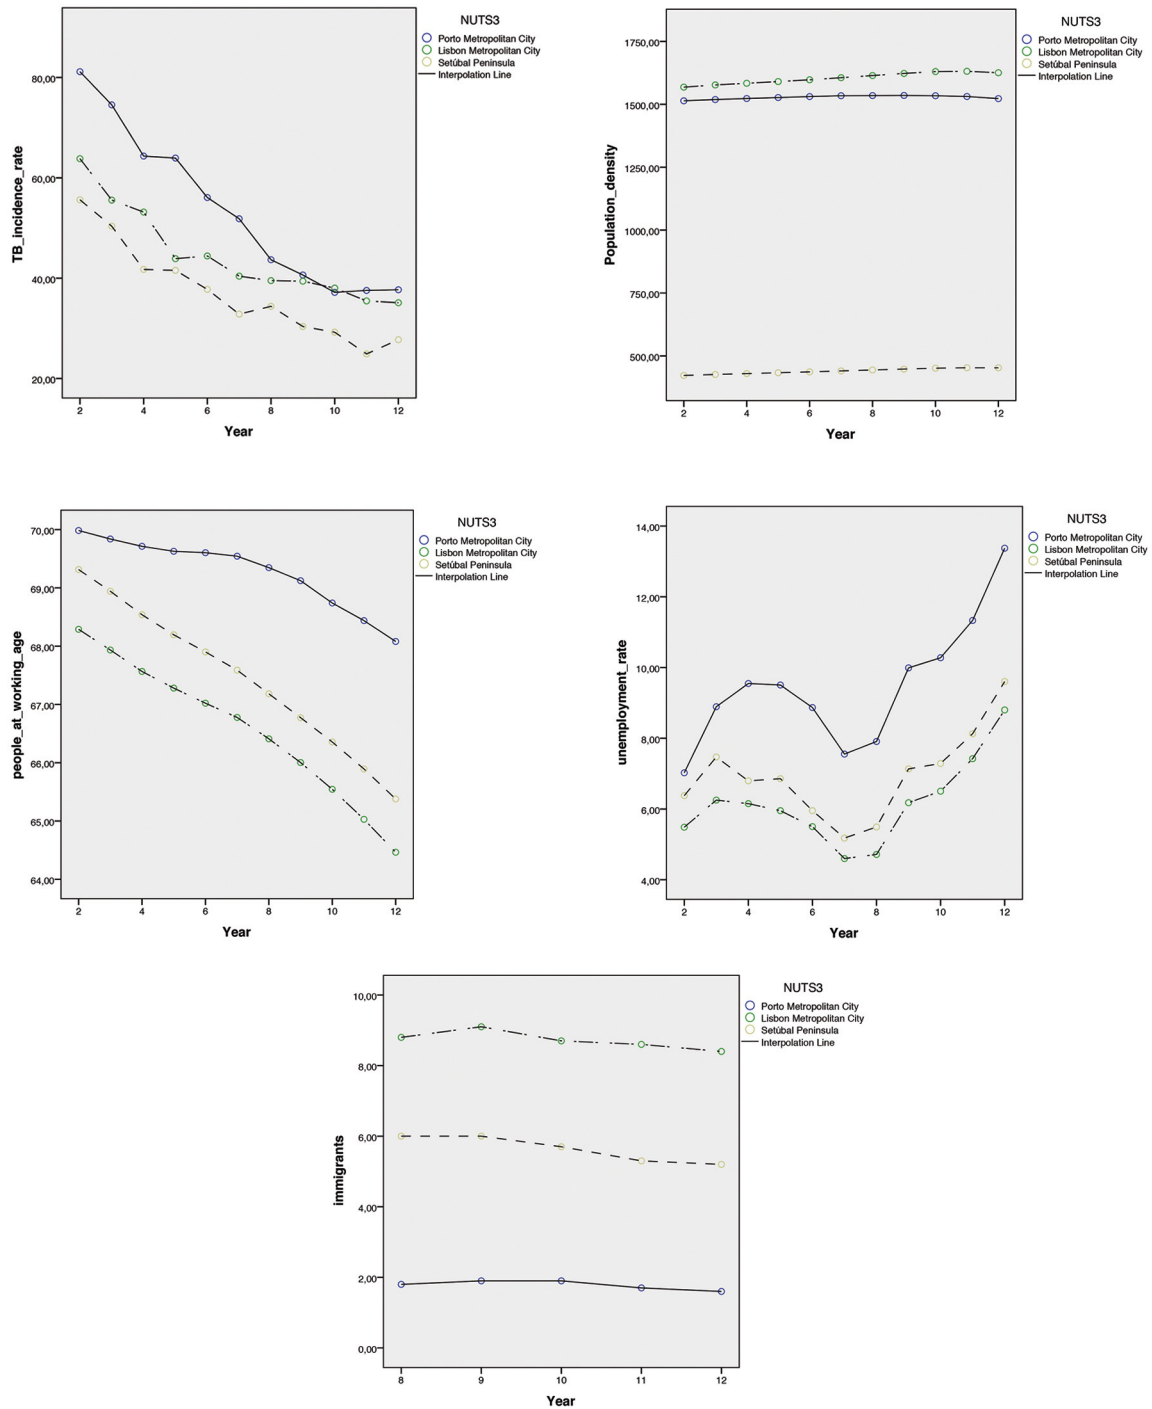 NUTS3
Porto Metropolitan City
Lisbon Metropolitan City
Setúbal Peninsula
Interpolation Line
TB_incidence_rate
80,00
60,00
40,00
20,00
2 4 6 8 10 12
Year
NUTS3
Porto Metropolitan City
Lisbon Metropolitan City
Setúbal Peninsula
Interpolation Line
Population_density
1750,00
1500,00
1250,00
1000,00
750,00
500,00
2 4 6 8 10 12
Year
NUTS3
Porto Metropolitan City
Lisbon Metropolitan City
Setúbal Peninsula
Interpolation Line
people_at_working_age
70,00
69,00
68,00
67,00
66,00
65,00
64,00
2 4 6 8 10 12
Year
NUTS3
Porto Metropolitan City
Lisbon Metropolitan City
Setúbal Peninsula
Interpolation Line
unemployment_rate
14,00
12,00
10,00
8,00
6,00
4,00
2 4 6 8 10 12
Year
NUTS3
Porto Metropolitan City
Lisbon Metropolitan City
Setúbal Peninsula
Interpolation Line
immigrants
10,00
8,00
6,00
4,00
2,00
0,00
8 9 10 11 12
Year